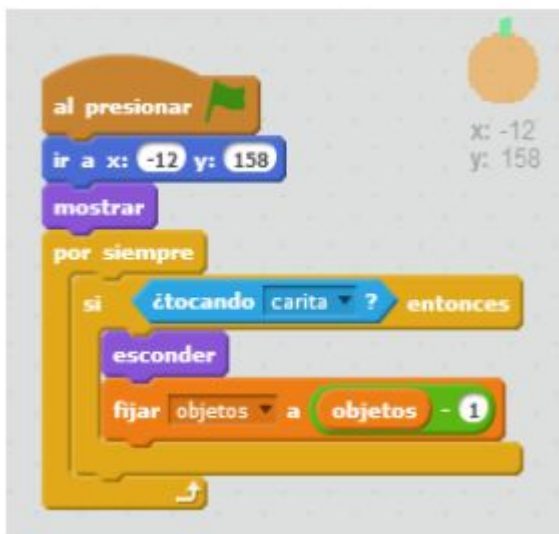 al presionar
x: -12
ir a x: -12 y: 158
y: 158
mostrar
por siempre
si ¿tocando carita ? entonces
esconder
fijar objetos a objetos - 1